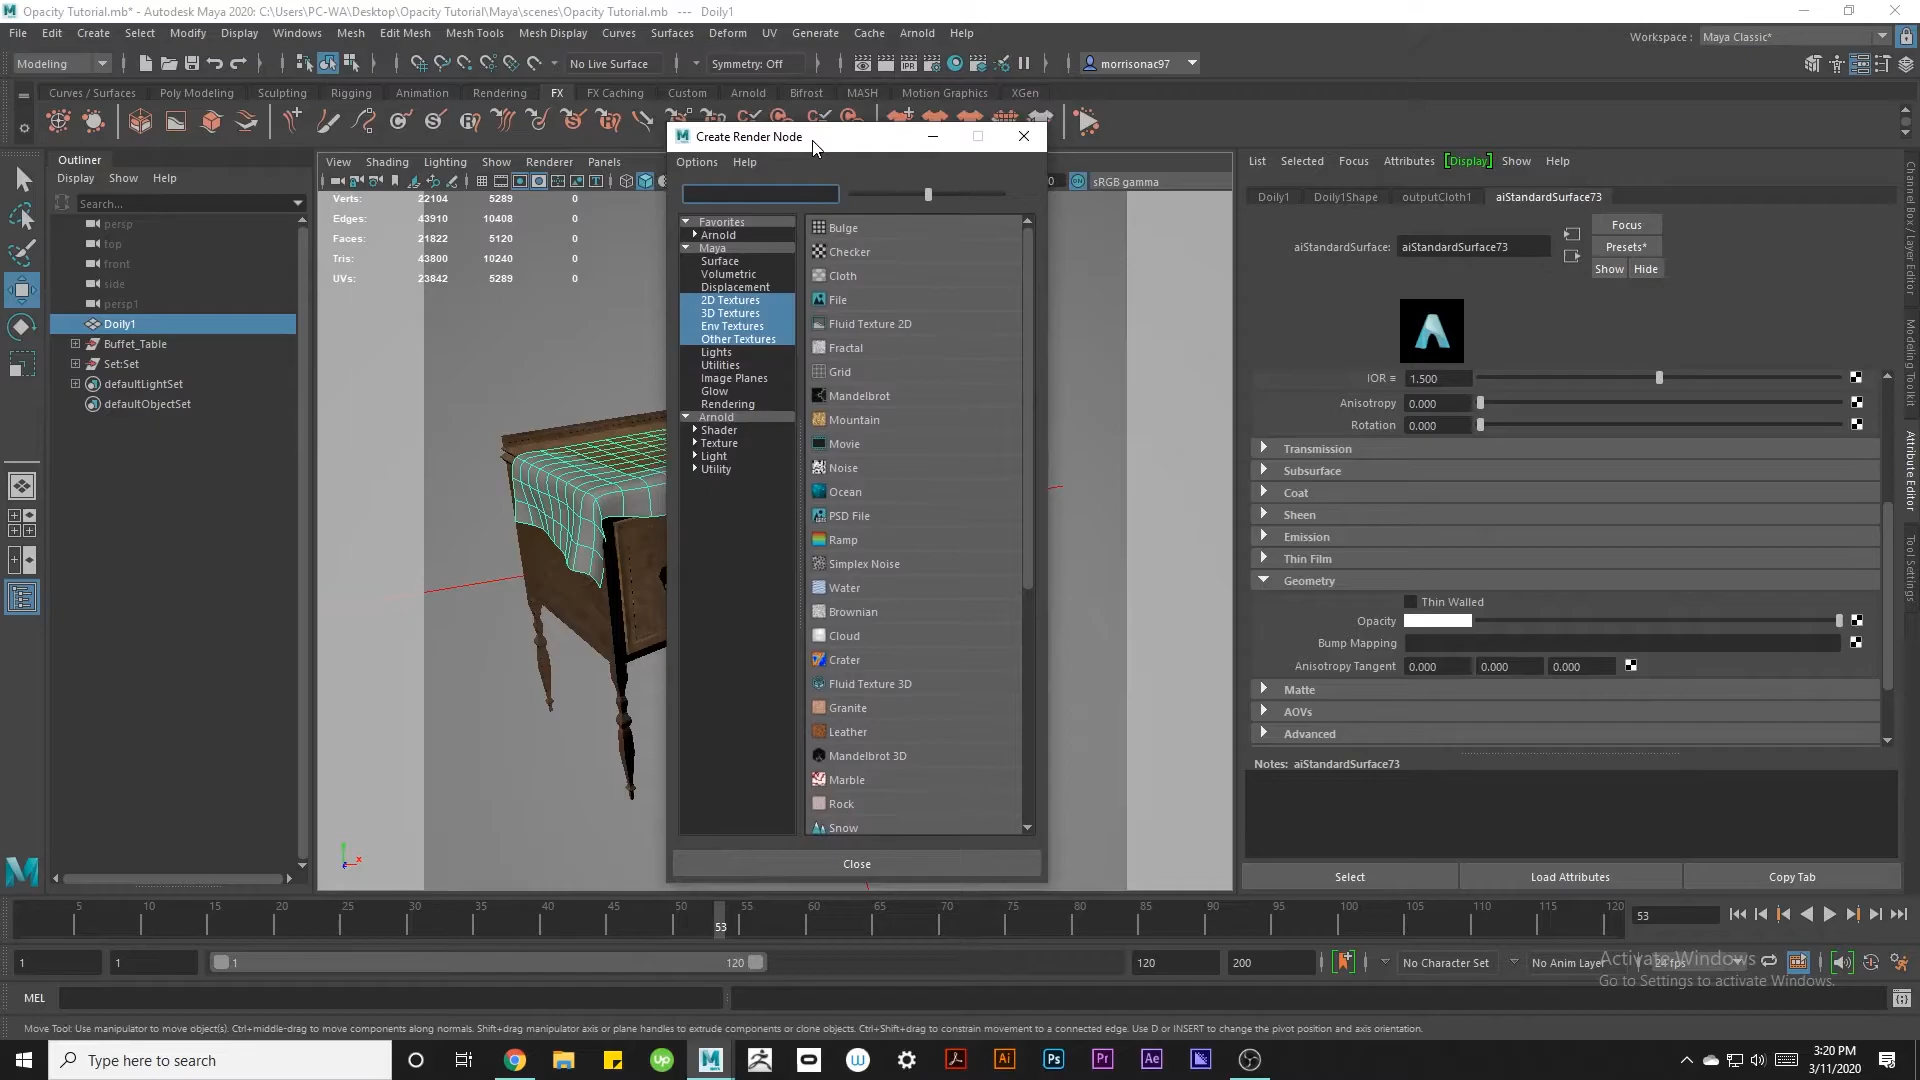 Opacity Tutorial.mb* - Autodesk Maya 2020: C:\Users\PC-WA\Desktop\Opacity Tutorial\Maya\scenes\Opacity Tutorial.mb --- Doily1
File Edit Create Select Modify Display Windows Mesh Edit Mesh Mesh Tools Mesh Display Curves Surfaces Deform UV Generate Cache Arnold Help
Workspace : Maya Classic*
Modeling No Live Surface Symmetry: Off morrisonac97
Curves / Surfaces Poly Modeling Sculpting Rigging Animation Rendering FX FX Caching Custom Arnold Bifrost MASH Motion Graphics XGen
Outliner
Display Show Help
Search...
persp
top
front
side
persp1
Doily1
Buffet_Table
Set:Set
defaultLightSet
defaultObjectSet
View Shading Lighting Show Renderer Panels
0 sRGB gamma
Verts: 22104 5289 0
Edges: 43910 10408 0
Faces: 21822 5120 0
Tris: 43800 10240 0
UVs: 23842 5289 0
Create Render Node
Options Help
Favorites
Arnold
Maya
Surface
Volumetric
Displacement
2D Textures
3D Textures
Env Textures
Other Textures
Lights
Utilities
Image Planes
Glow
Rendering
Arnold
Shader
Texture
Light
Utility
Bulge
Checker
Cloth
File
Fluid Texture 2D
Fractal
Grid
Mandelbrot
Mountain
Movie
Noise
Ocean
PSD File
Ramp
Simplex Noise
Water
Brownian
Cloud
Crater
Fluid Texture 3D
Granite
Leather
Mandelbrot 3D
Marble
Rock
Snow
Close
List Selected Focus Attributes Display Show Help
Doily1 Doily1Shape outputCloth1 aiStandardSurface73
Focus
aiStandardSurface: aiStandardSurface73 Presets*
Show Hide
IOR 1.500
Anisotropy 0.000
Rotation 0.000
Transmission
Subsurface
Coat
Sheen
Emission
Thin Film
Geometry
Thin Walled
Opacity
Bump Mapping
Anisotropy Tangent 0.000 0.000 0.000
Matte
AOVs
Advanced
Notes: aiStandardSurface73
Select Load Attributes Copy Tab
Channel Box / Layer Editor
Modeling Toolkit
Attribute Editor
Tool Settings
5 10 15 20 25 30 35 40 45 50 55 60 65 70 75 80 85 90 95 100 105 110 115 120
53
53
1 1 1 120 120 200 No Character Set No Anim Layer 24 fps
Activate Windows
Go to Settings to activate Windows.
MEL
Move Tool: Use manipulator to move object(s). Ctrl+middle-drag to move components along normals. Shift+drag manipulator axis or plane handles to extrude components or clone objects. Ctrl+Shift+drag to constrain movement to a connected edge. Use D or INSERT to change the pivot position and axis orientation.
Type here to search
3:20 PM
3/11/2020